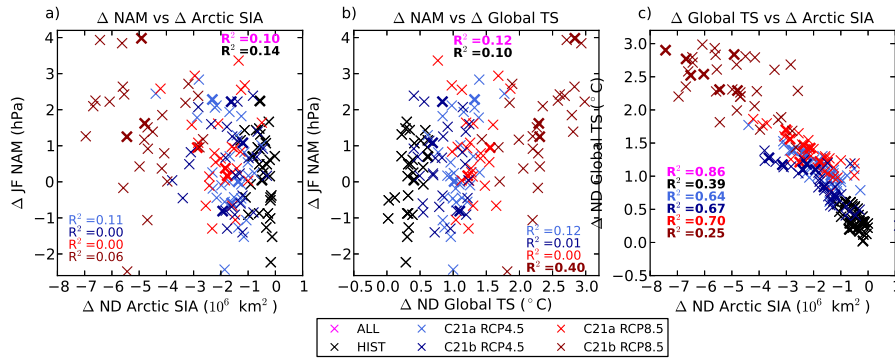 a) Δ NAM vs Δ Arctic SIA
b) Δ NAM vs Δ Global TS
c) Δ Global TS vs Δ Arctic SIA
R² =0.10
R² =0.14
R² =0.11
R² =0.00
R² =0.00
R² =0.06
4
3
2
1
0
−1
−2
Δ JF NAM (hPa)
−8 −7 −6 −5 −4 −3 −2 −1 0 1
Δ ND Arctic SIA (10⁶ km²)
R² =0.12
R² =0.10
R² =0.12
R² =0.01
R² =0.00
R² =0.40
4
3
2
1
0
−1
−2
Δ JF NAM (hPa)
0.0 0.5 1.0 1.5 2.0 2.5 3.0
Δ ND Global TS (°C)
R² =0.86
R² =0.39
R² =0.64
R² =0.67
R² =0.70
R² =0.25
3.0
2.5
2.0
1.5
1.0
0.5
0.0
−0.5
Δ ND Global TS (°C)
−8 −7 −6 −5 −4 −3 −2 −1 0 1
Δ ND Arctic SIA (10⁶ km²)
ALL C21a RCP4.5 C21a RCP8.5
HIST C21b RCP4.5 C21b RCP8.5